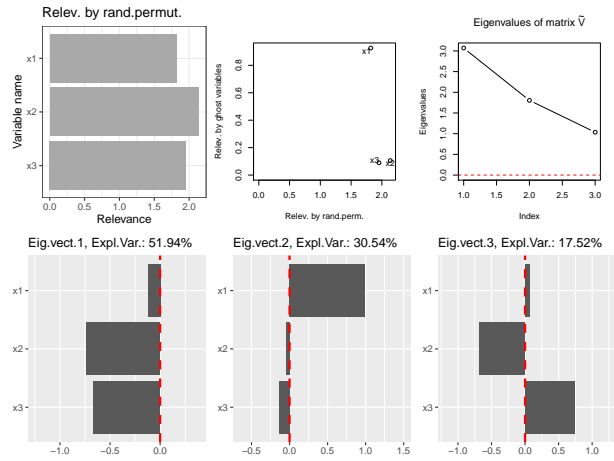 Relev. by rand.permut.
Variable name
x1
x2
x3
0.0 0.5 1.0 1.5 2.0
Relevance
Relev. by ghost variables
0.8
0.6
0.4
0.2
0.0
x1
x3 x2
0.0 0.5 1.0 1.5 2.0
Relev. by rand.perm.
Eigenvalues of matrix Ṽ
Eigenvalues
3.0
2.5
2.0
1.5
1.0
0.5
0.0
1.0 1.5 2.0 2.5 3.0
Index
Eig.vect.1, Expl.Var.: 51.94%
x1
x2
x3
−1.0 −0.5 0.0
Eig.vect.2, Expl.Var.: 30.54%
x1
x2
x3
−0.5 0.0 0.5 1.0 1.5
Eig.vect.3, Expl.Var.: 17.52%
x1
x2
x3
−1.0 −0.5 0.0 0.5 1.0